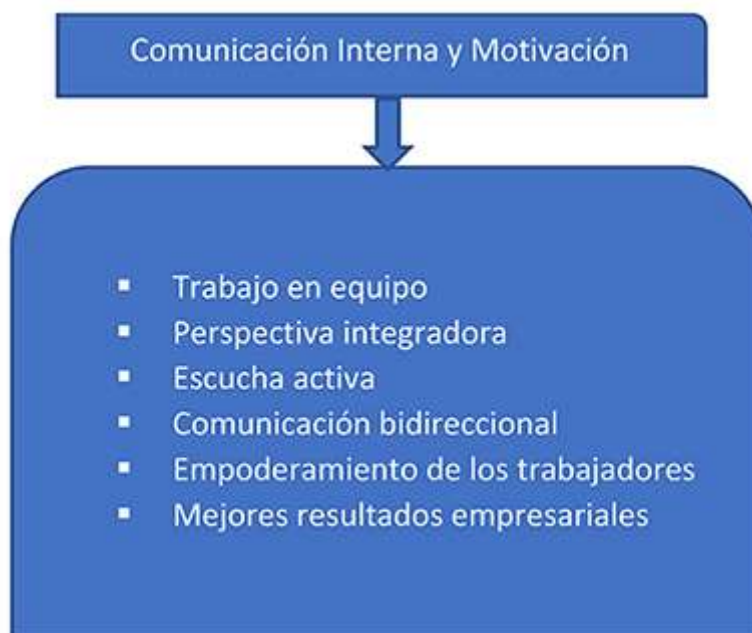 Comunicación Interna y Motivación
▪ Trabajo en equipo
▪ Perspectiva integradora
▪ Escucha activa
▪ Comunicación bidireccional
▪ Empoderamiento de los trabajadores
▪ Mejores resultados empresariales